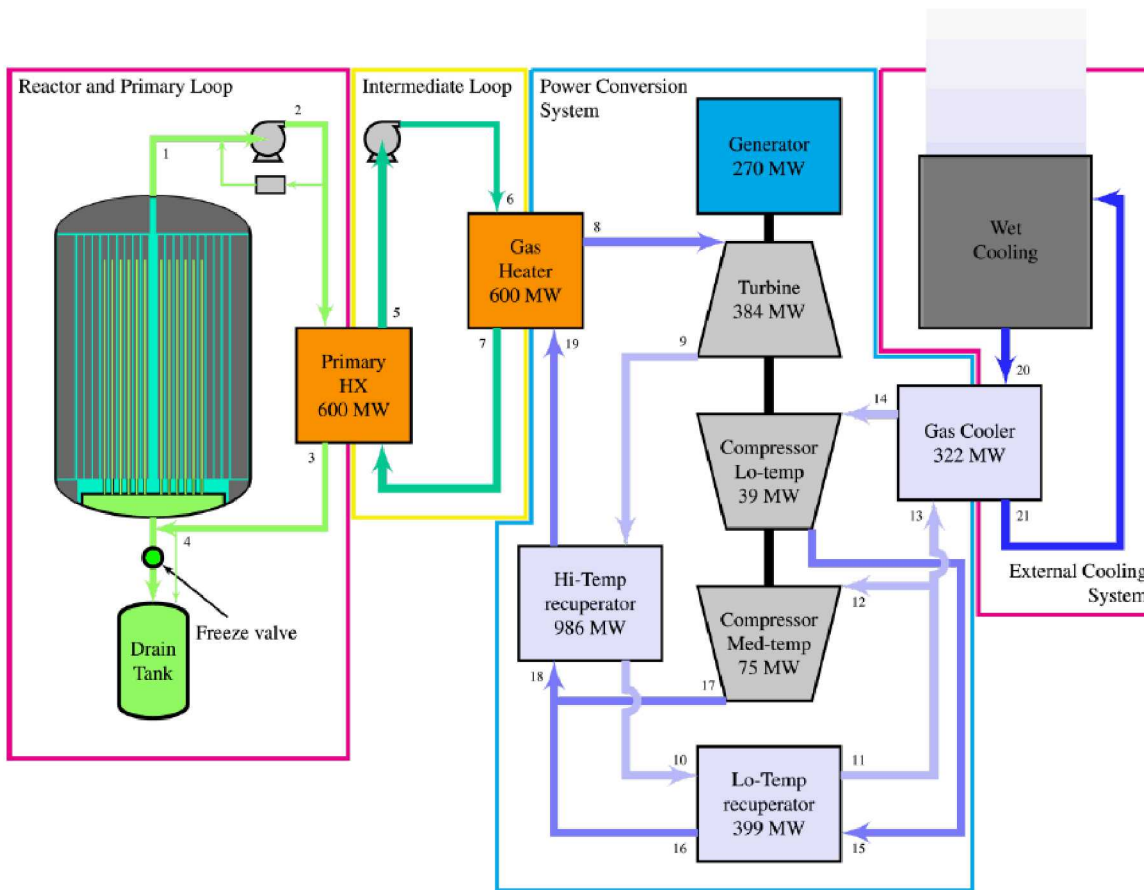 Reactor and Primary Loop
1
2
Primary
HX
600 MW
3
4
Freeze valve
Drain
Tank
Intermediate Loop
5
6
7
Gas
Heater
600 MW
Power Conversion
System
8
Generator
270 MW
Turbine
384 MW
9
19
14
Compressor
Lo-temp
39 MW
Hi-Temp
recuperator
986 MW
12
Compressor
Med-temp
75 MW
18
17
10
Lo-Temp
recuperator
399 MW
11
16
15
Wet
Cooling
20
Gas Cooler
322 MW
13
21
External Cooling
System